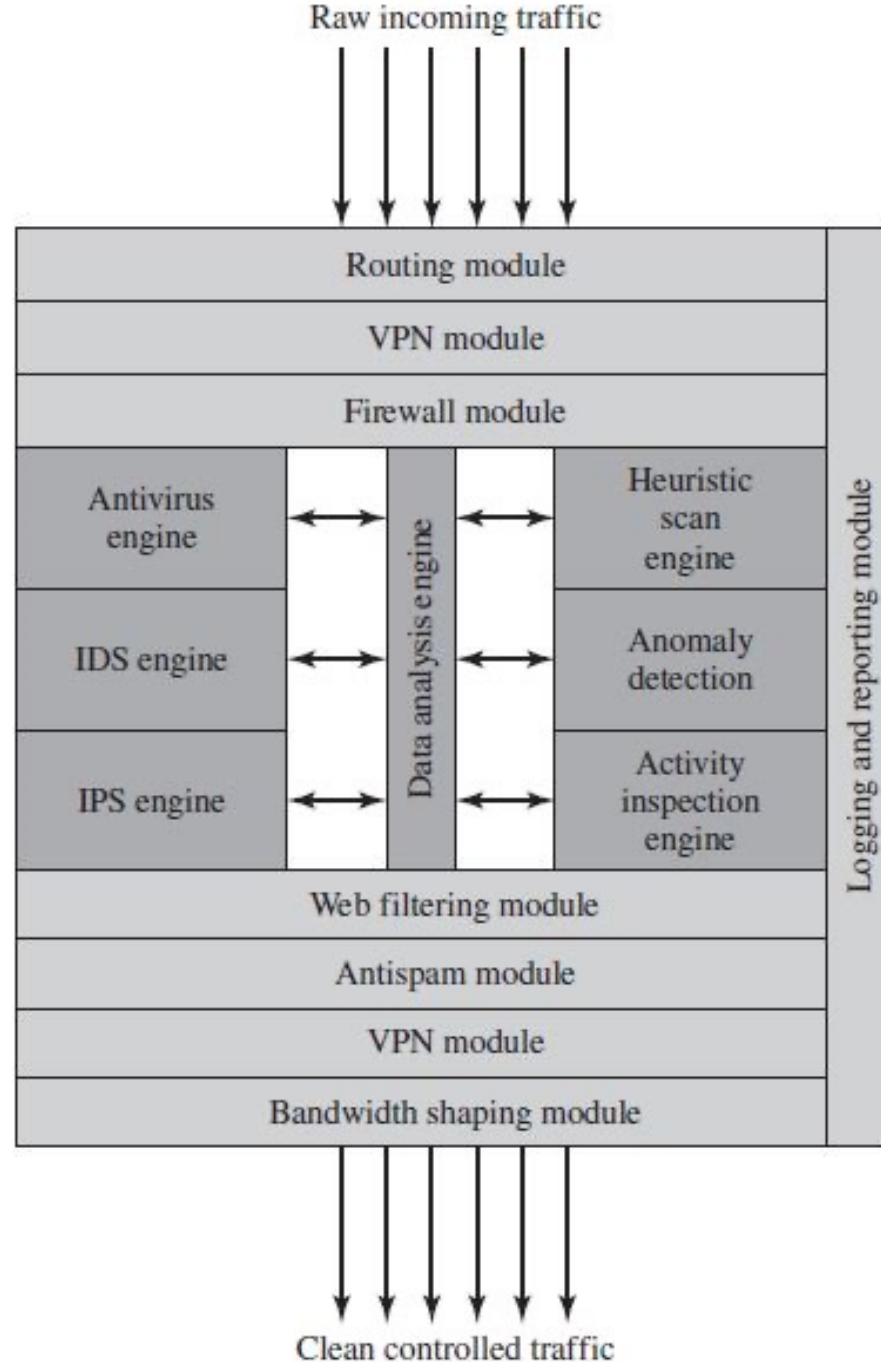 Raw incoming traffic
Routing module
VPN module
Firewall module
Antivirus
engine
Heuristic
scan
engine
IDS engine
Data analysis engine
Anomaly
detection
IPS engine
Activity
inspection
engine
Logging and reporting module
Web filtering module
Antispam module
VPN module
Bandwidth shaping module
Clean controlled traffic